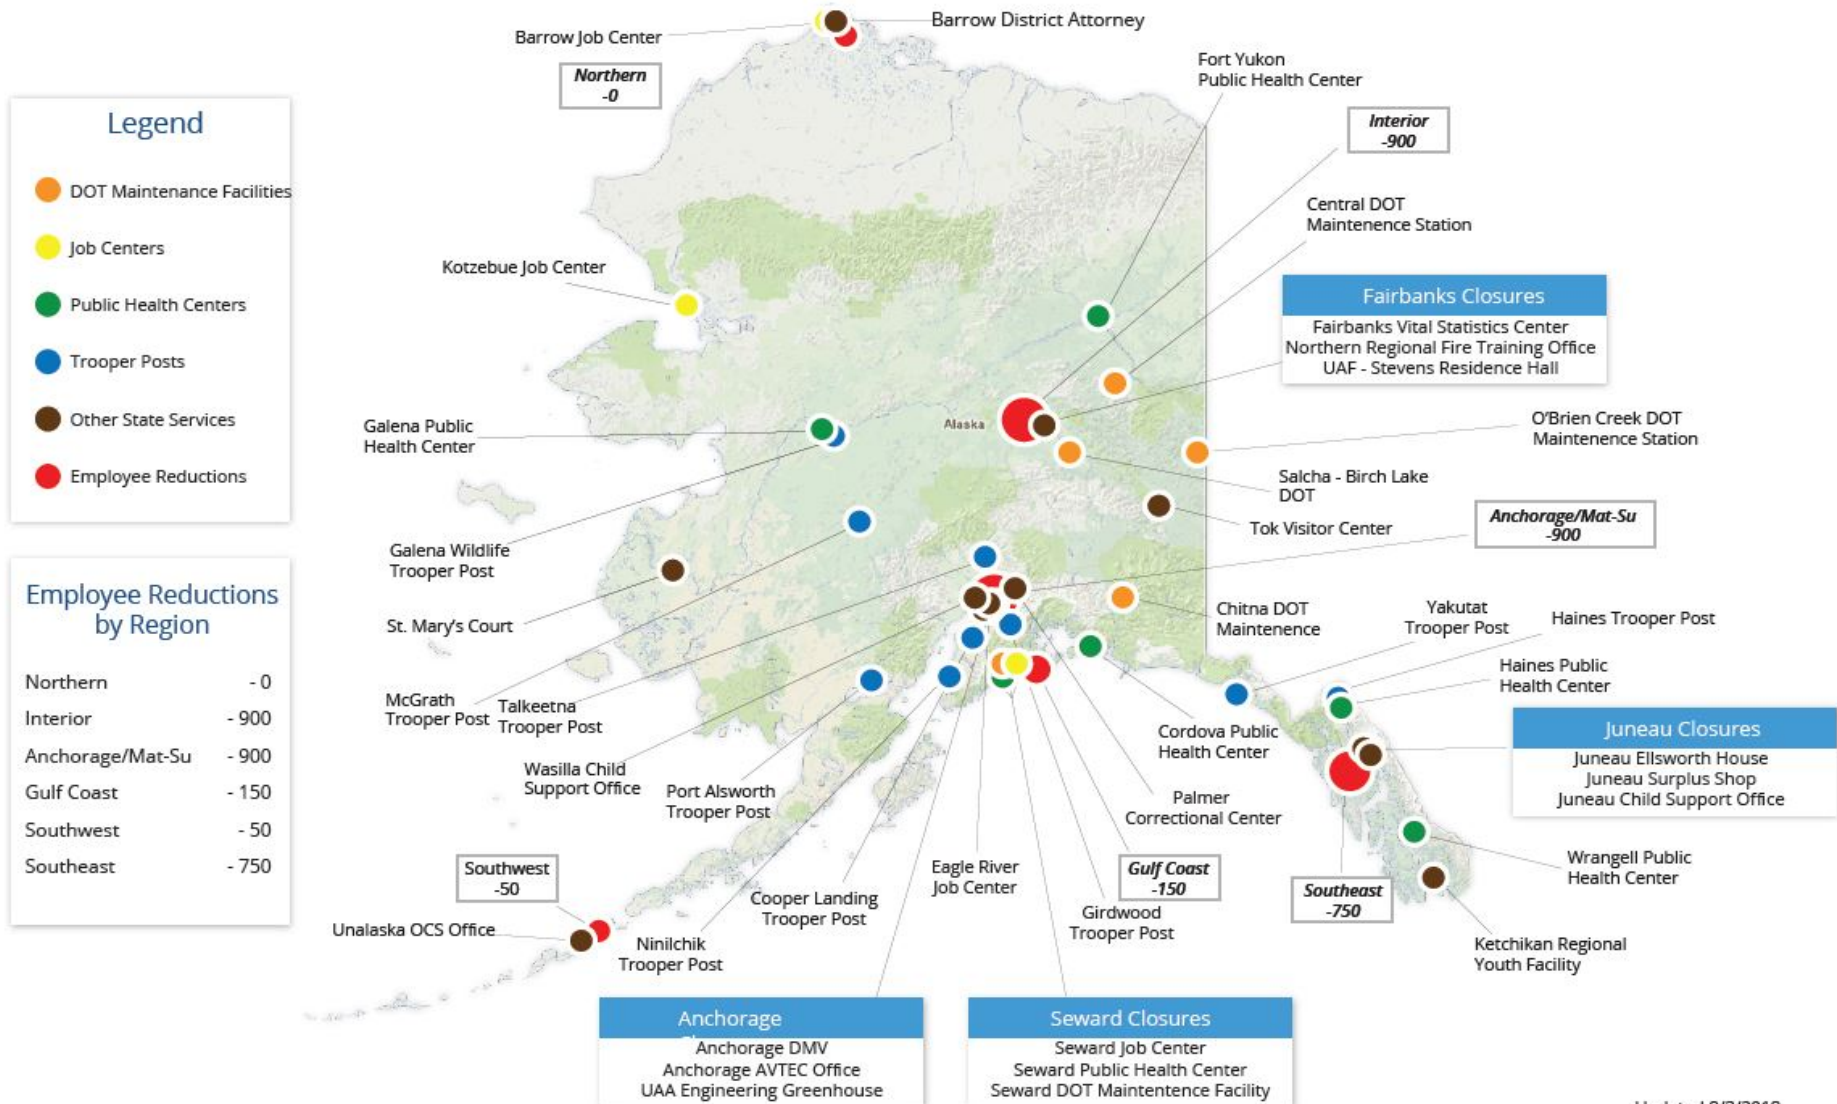 Barrow District Attorney
Barrow Job Center
Northern
-0
Fort Yukon
Public Health Center
Interior
-900
Legend
DOT Maintenance Facilities
Job Centers
Public Health Centers
Trooper Posts
Other State Services
Employee Reductions
Central DOT
Maintenence Station
Kotzebue Job Center
Fairbanks Closures
Fairbanks Vital Statistics Center
Northern Regional Fire Training Office
UAF - Stevens Residence Hall
Galena Public
Health Center
Alaska
O'Brien Creek DOT
Maintenence Station
Salcha - Birch Lake
DOT
Tok Visitor Center
Anchorage/Mat-Su
-900
Galena Wildlife
Trooper Post
Employee Reductions
by Region
Northern - 0
Interior - 900
Anchorage/Mat-Su - 900
Gulf Coast - 150
Southwest - 50
Southeast - 750
St. Mary's Court
Chitna DOT
Maintenence
Yakutat
Trooper Post
Haines Trooper Post
Haines Public
Health Center
McGrath
Trooper Post
Talkeetna
Trooper Post
Cordova Public
Health Center
Juneau Closures
Juneau Ellsworth House
Juneau Surplus Shop
Juneau Child Support Office
Wasilla Child
Support Office
Port Alsworth
Trooper Post
Palmer
Correctional Center
Southwest
-50
Eagle River
Job Center
Gulf Coast
-150
Southeast
-750
Wrangell Public
Health Center
Cooper Landing
Trooper Post
Girdwood
Trooper Post
Unalaska OCS Office
Ninilchik
Trooper Post
Ketchikan Regional
Youth Facility
Anchorage
Anchorage DMV
Anchorage AVTEC Office
UAA Engineering Greenhouse
Seward Closures
Seward Job Center
Seward Public Health Center
Seward DOT Maintentence Facility